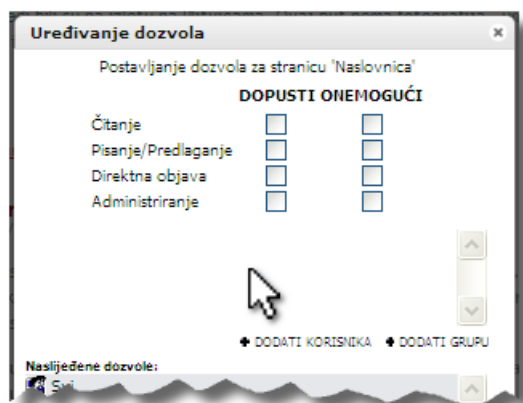 Uređivanje dozvola
Postavljanje dozvola za stranicu 'Naslovnica'
DOPUSTI ONEMOGUĆI
Čitanje
Pisanje/Predlaganje
Direktna objava
Administriranje
DODATI KORISNIKA DODATI GRUPU
Naslijeđene dozvole:
Svi